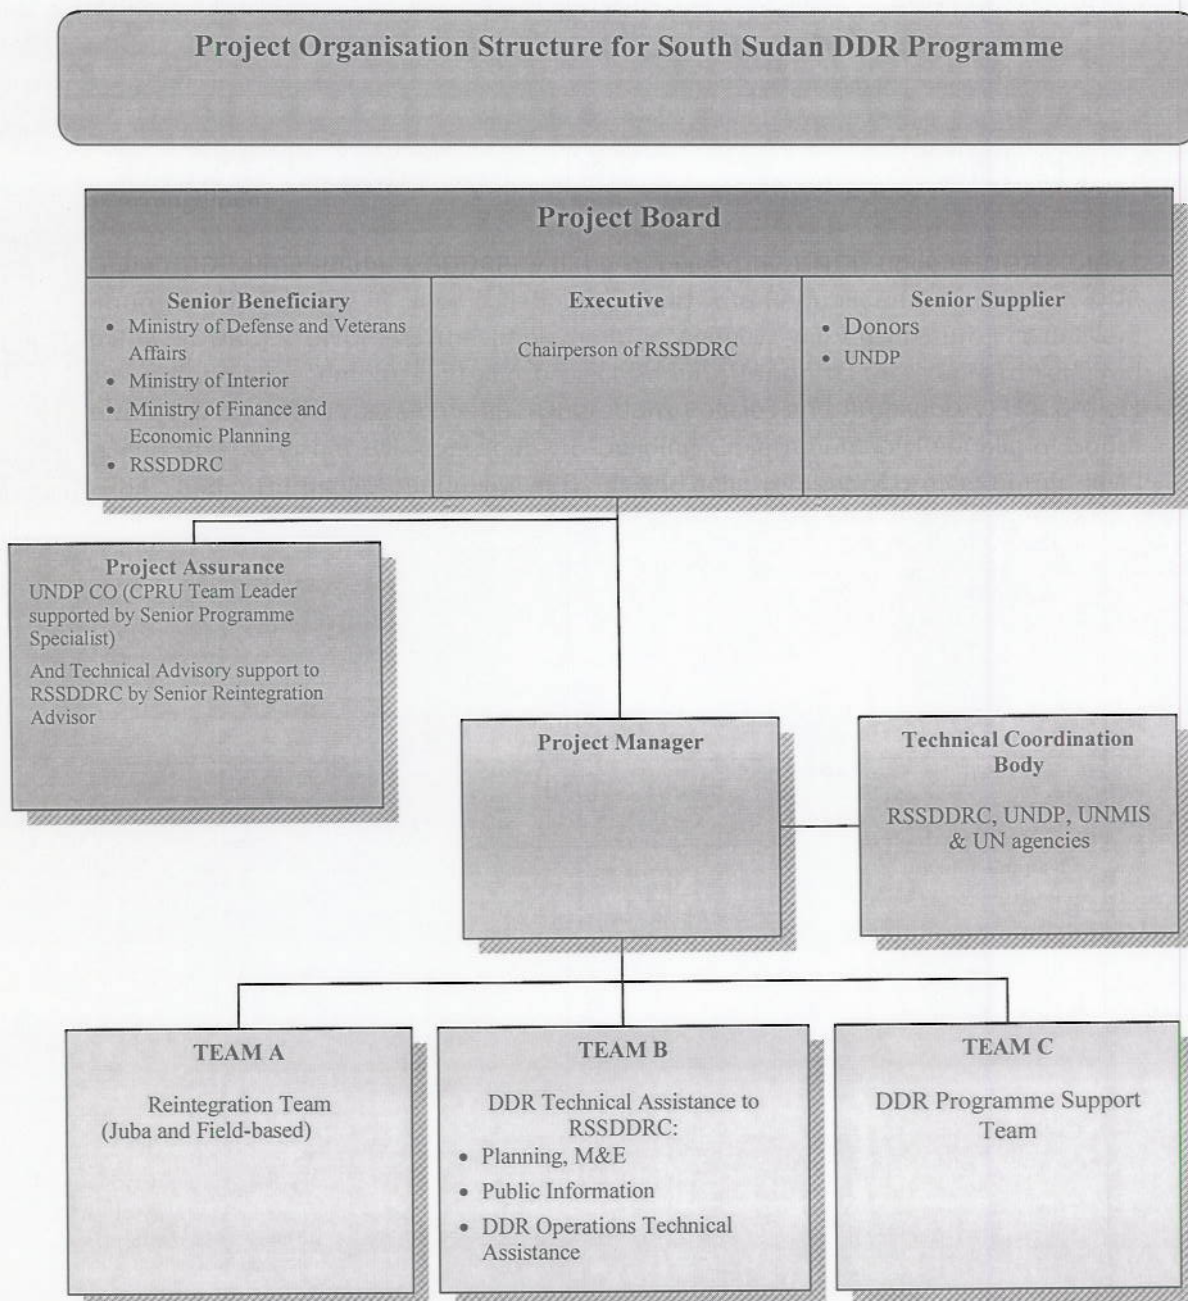 Project Organisation Structure for South Sudan DDR Programme
Project Board
Senior Beneficiary
• Ministry of Defense and Veterans
Affairs
• Ministry of Interior
• Ministry of Finance and
Economic Planning
• RSSDDRC
Executive
Chairperson of RSSDDRC
Senior Supplier
• Donors
• UNDP
Project Assurance
UNDP CO (CPRU Team Leader
supported by Senior Programme
Specialist)
And Technical Advisory support to
RSSDDRC by Senior Reintegration
Advisor
Project Manager
Technical Coordination
Body
RSSDDRC, UNDP, UNMIS
& UN agencies
TEAM A
Reintegration Team
(Juba and Field-based)
TEAM B
DDR Technical Assistance to
RSSDDRC:
• Planning, M&E
• Public Information
• DDR Operations Technical
Assistance
TEAM C
DDR Programme Support
Team